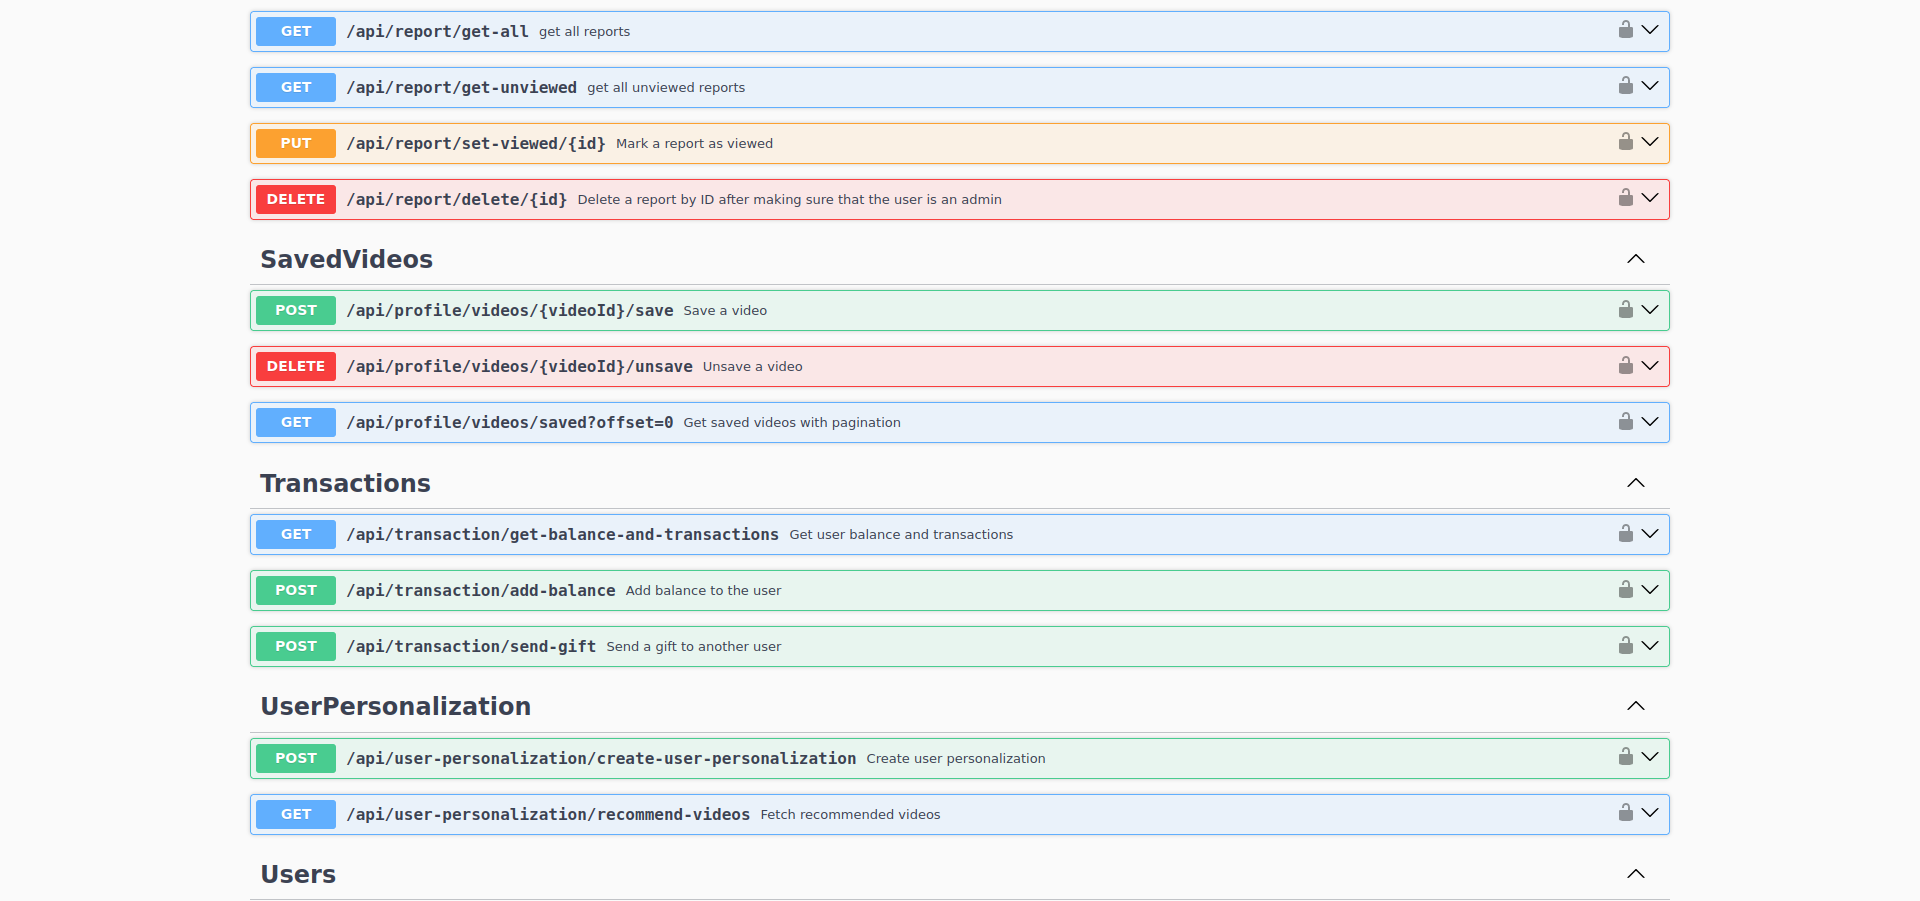 GET /api/report/get-all get all reports
GET /api/report/get-unviewed get all unviewed reports
PUT /api/report/set-viewed/{id} Mark a report as viewed
DELETE /api/report/delete/{id} Delete a report by ID after making sure that the user is an admin
SavedVideos
POST /api/profile/videos/{videoId}/save Save a video
DELETE /api/profile/videos/{videoId}/unsave Unsave a video
GET /api/profile/videos/saved?offset=0 Get saved videos with pagination
Transactions
GET /api/transaction/get-balance-and-transactions Get user balance and transactions
POST /api/transaction/add-balance Add balance to the user
POST /api/transaction/send-gift Send a gift to another user
UserPersonalization
POST /api/user-personalization/create-user-personalization Create user personalization
GET /api/user-personalization/recommend-videos Fetch recommended videos
Users